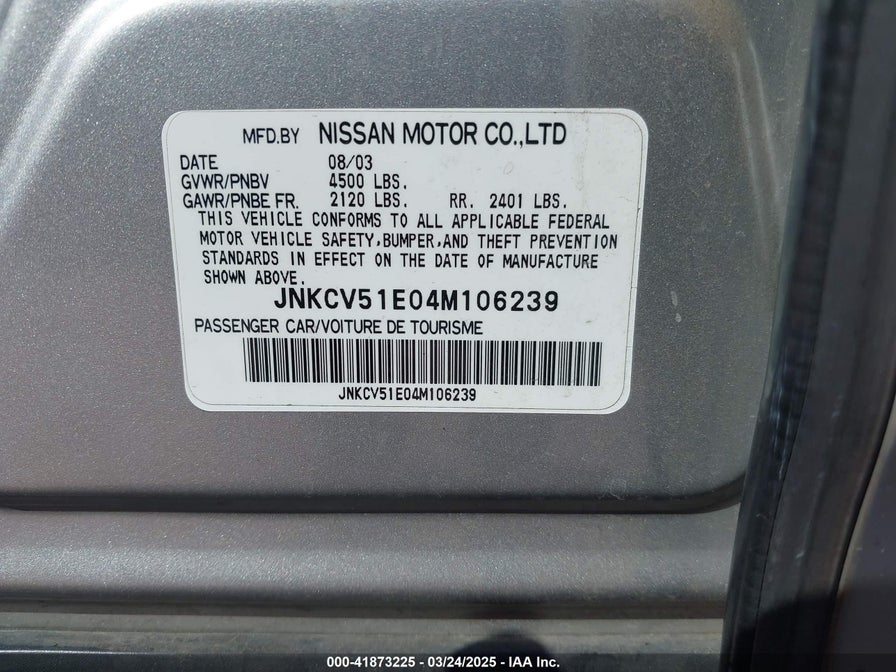 MFD.BY NISSAN MOTOR CO.,LTD
DATE 08/03
GVWR/PNBV 4500 LBS.
GAWR/PNBE FR. 2120 LBS. RR. 2401 LBS.
THIS VEHICLE CONFORMS TO ALL APPLICABLE FEDERAL
MOTOR VEHICLE SAFETY,BUMPER,AND THEFT PREVENTION
STANDARDS IN EFFECT ON THE DATE OF MANUFACTURE
SHOWN ABOVE.
JNKCV51E04M106239
PASSENGER CAR/VOITURE DE TOURISME
JNKCV51E04M106239
000-41873225 - 03/24/2025 - IAA Inc.